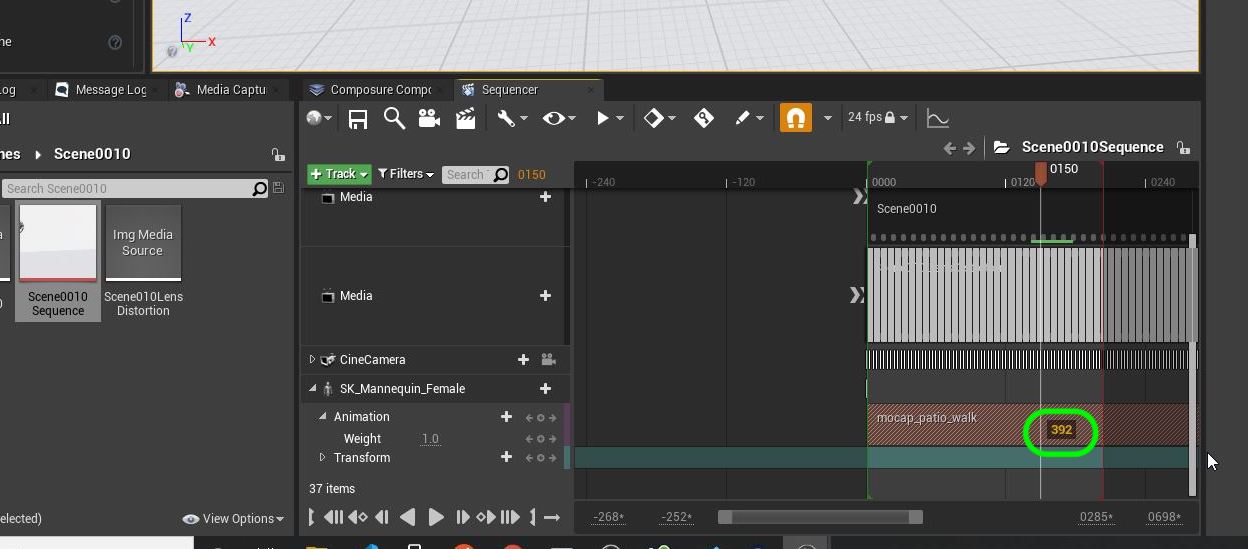 ne
Z
X
Y
Log
Message Log
Media Captu
Composure Compo
Sequencer
24 fps
nes
Scene0010
Scene0010Sequence
Track
Filters
Search
0150
-240
-120
0000
0120
0150
0240
Search Scene0010
Media
Scene0010
Img Media
Source
Scene0010
Sequence
Scene010Lens
Distortion
Media
CineCamera
SK_Mannequin_Female
Animation
mocap_patio_walk
Weight
1.0
392
Transform
37 items
elected)
View Options
-268*
-252*
0285*
0698*